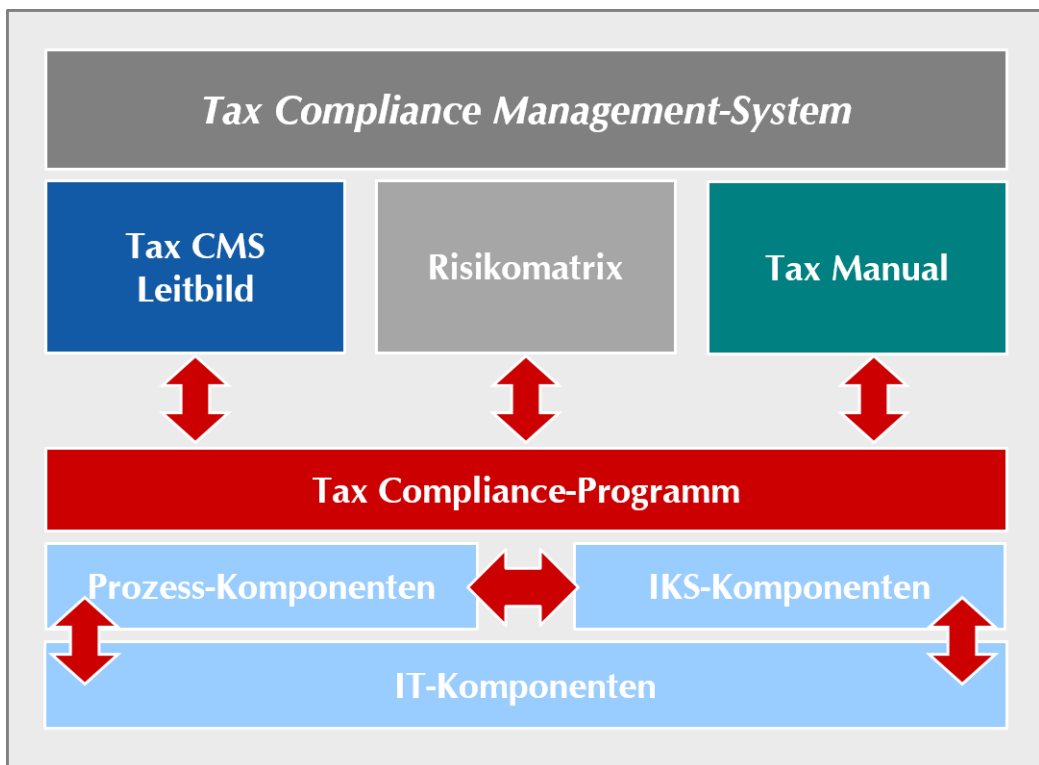 Tax Compliance Management-System
Tax CMS
Leitbild
Risikomatrix
Tax Manual
Tax Compliance-Programm
Prozess-Komponenten
IKS-Komponenten
IT-Komponenten